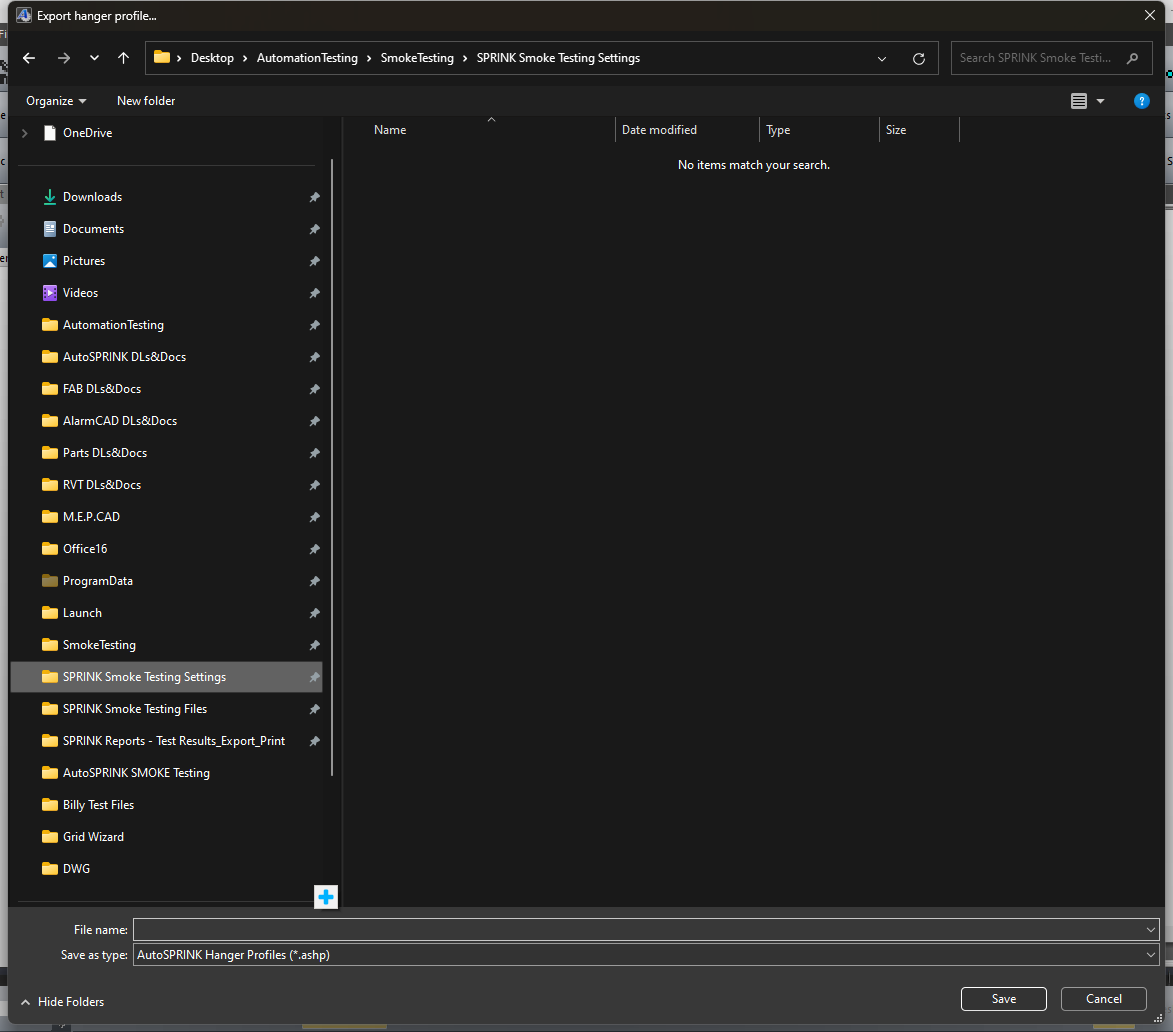 Export hanger profile...
Desktop > AutomationTesting > SmokeTesting > SPRINK Smoke Testing Settings
Search SPRINK Smoke Testi...
Organize
New folder
?
OneDrive
Downloads
Documents
Pictures
Videos
AutomationTesting
AutoSPRINK DLs&Docs
FAB DLs&Docs
AlarmCAD DLs&Docs
Parts DLs&Docs
RVT DLs&Docs
M.E.P.CAD
Office16
ProgramData
Launch
SmokeTesting
SPRINK Smoke Testing Settings
SPRINK Smoke Testing Files
SPRINK Reports - Test Results_Export_Print
AutoSPRINK SMOKE Testing
Billy Test Files
Grid Wizard
DWG
Name
Date modified
Type
Size
No items match your search.
File name:
Save as type: AutoSPRINK Hanger Profiles (*.ashp)
Hide Folders
Save
Cancel